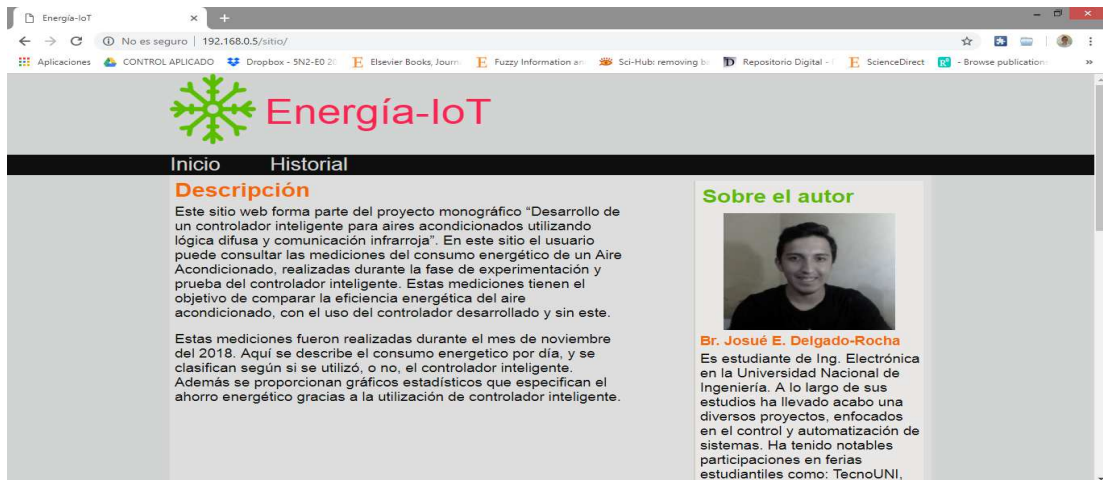 Energía-IoT
No es seguro | 192.168.0.5/sitio/
Aplicaciones CONTROL APLICADO Dropbox - 5N2-E0 20 Elsevier Books, Journ Fuzzy Information an Sci-Hub: removing b Repositorio Digital - ScienceDirect - Browse publication
Energía-IoT
Inicio Historial
Descripción
Este sitio web forma parte del proyecto monográfico “Desarrollo de
un controlador inteligente para aires acondicionados utilizando
lógica difusa y comunicación infrarroja”. En este sitio el usuario
puede consultar las mediciones del consumo energético de un Aire
Acondicionado, realizadas durante la fase de experimentación y
prueba del controlador inteligente. Estas mediciones tienen el
objetivo de comparar la eficiencia energética del aire
acondicionado, con el uso del controlador desarrollado y sin este.
Estas mediciones fueron realizadas durante el mes de noviembre
del 2018. Aquí se describe el consumo energetico por día, y se
clasifican según si se utilizó, o no, el controlador inteligente.
Además se proporcionan gráficos estadísticos que especifican el
ahorro energético gracias a la utilización de controlador inteligente.
Sobre el autor
Br. Josué E. Delgado-Rocha
Es estudiante de Ing. Electrónica
en la Universidad Nacional de
Ingeniería. A lo largo de sus
estudios ha llevado acabo una
diversos proyectos, enfocados
en el control y automatización de
sistemas. Ha tenido notables
participaciones en ferias
estudiantiles como: TecnoUNI,